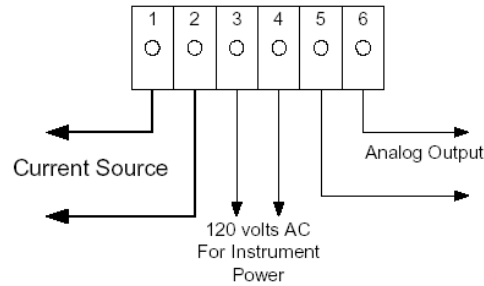 1 2 3 4 5 6
Analog Output
Current Source
120 volts AC
For Instrument
Power